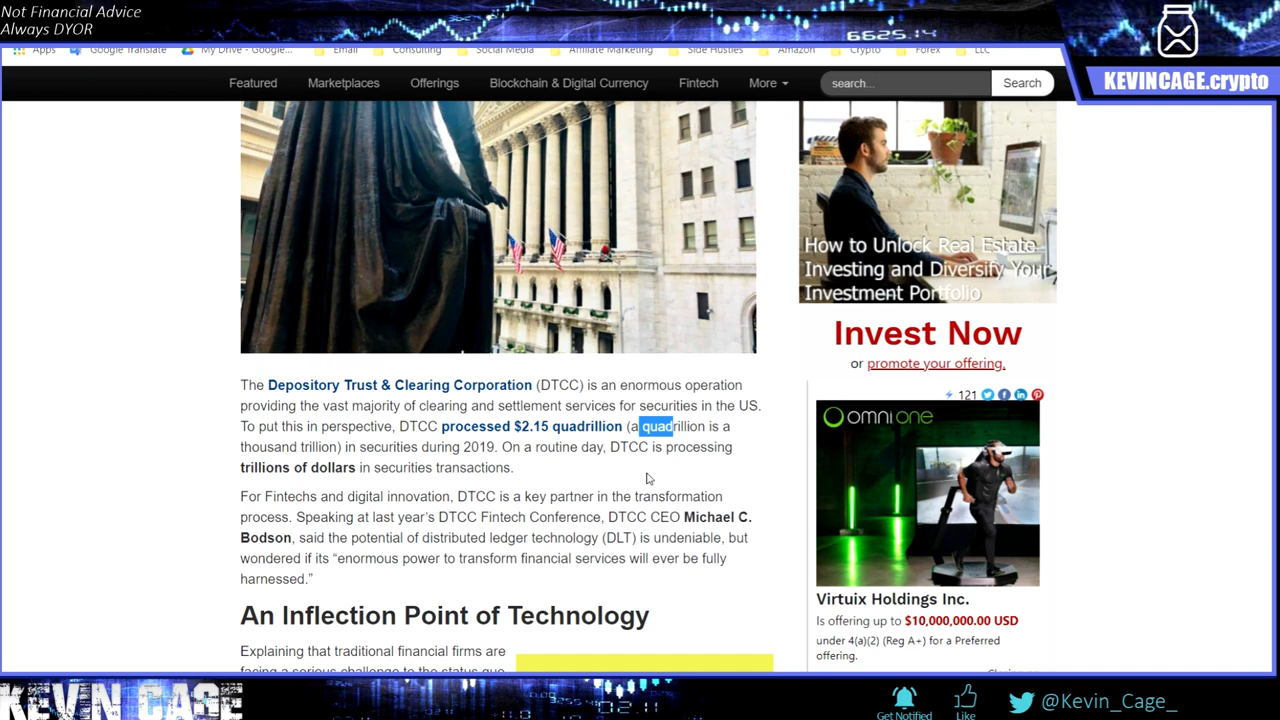 Not Financial Advice
Always DYOR
6625.14
KEVINCAGE.crypto
Apps Google Translate My Drive - Google... Email Consulting Social Media Affiliate Marketing Side Hustles Amazon Crypto Forex LLC
Featured Marketplaces Offerings Blockchain & Digital Currency Fintech More search... Search
How to Unlock Real Estate
Investing and Diversify Your
Investment Portfolio
Invest Now
or promote your offering.
121
OMNI ONE
Virtuix Holdings Inc.
Is offering up to $10,000,000.00 USD
under 4(a)(2) (Reg A+) for a Preferred
offering.
The Depository Trust & Clearing Corporation (DTCC) is an enormous operation
providing the vast majority of clearing and settlement services for securities in the US.
To put this in perspective, DTCC processed $2.15 quadrillion (a quadrillion is a
thousand trillion) in securities during 2019. On a routine day, DTCC is processing
trillions of dollars in securities transactions.
For Fintechs and digital innovation, DTCC is a key partner in the transformation
process. Speaking at last year’s DTCC Fintech Conference, DTCC CEO Michael C.
Bodson, said the potential of distributed ledger technology (DLT) is undeniable, but
wondered if its “enormous power to transform financial services will ever be fully
harnessed.”
An Inflection Point of Technology
Explaining that traditional financial firms are
facing a serious challenge to the status quo
KEVIN CAGE
Get Notified
Like
@Kevin_Cage_